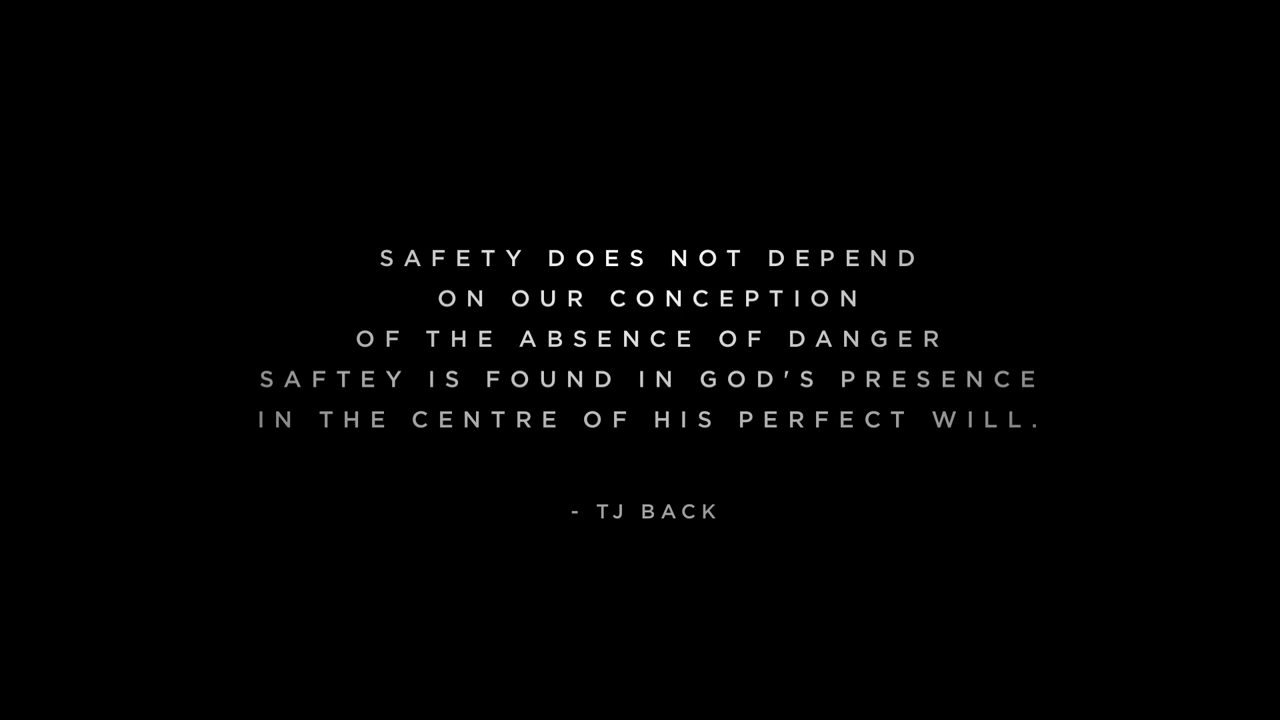 SAFETY DOES NOT DEPEND
ON OUR CONCEPTION
OF THE ABSENCE OF DANGER
SAFTEY IS FOUND IN GOD'S PRESENCE
IN THE CENTRE OF HIS PERFECT WILL.
- TJ BACK